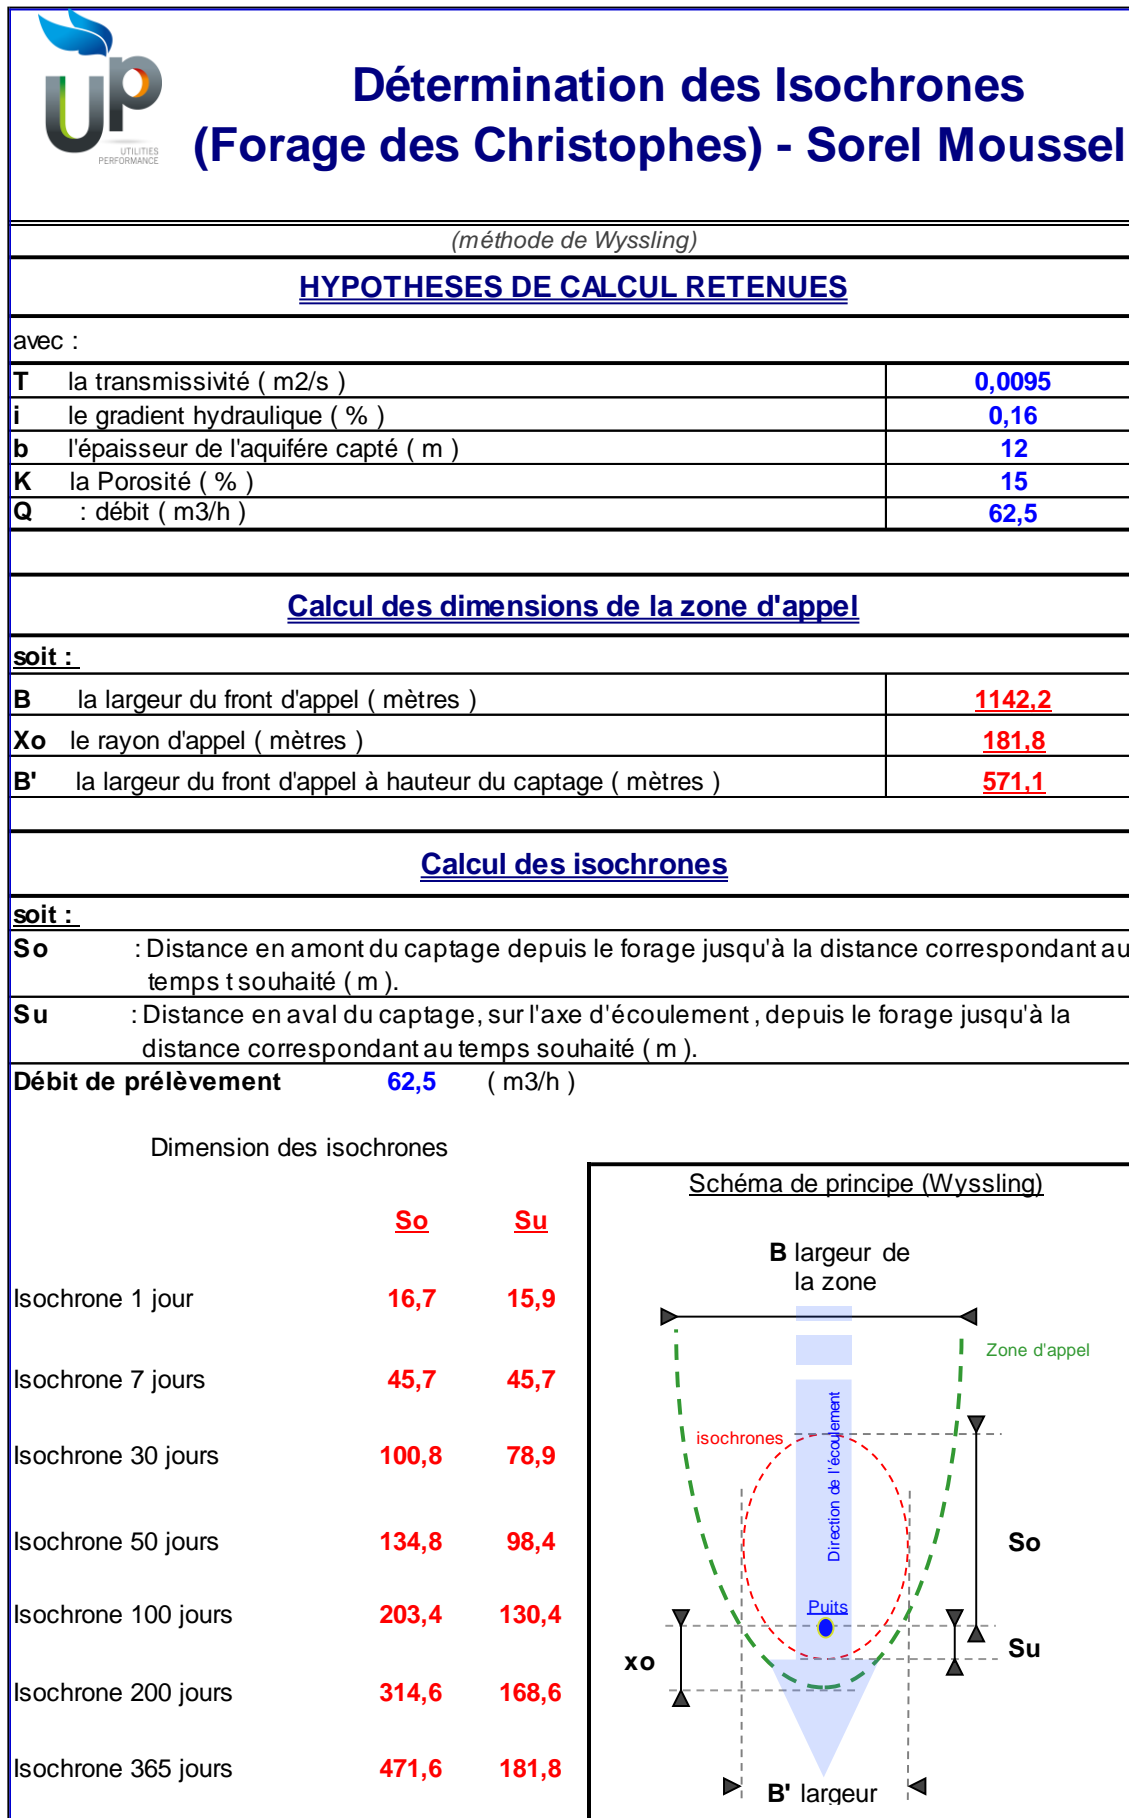 UP
UTILITIES
PERFORMANCE
Détermination des Isochrones
(Forage des Christophes) - Sorel Moussel
(méthode de Wyssling)
HYPOTHESES DE CALCUL RETENUES
avec :
T la transmissivité ( m2/s ) 0,0095
i le gradient hydraulique ( % ) 0,16
b l'épaisseur de l'aquifére capté ( m ) 12
K la Porosité ( % ) 15
Q : débit ( m3/h ) 62,5
Calcul des dimensions de la zone d'appel
soit :
B la largeur du front d'appel ( mètres ) 1142,2
Xo le rayon d'appel ( mètres ) 181,8
B' la largeur du front d'appel à hauteur du captage ( mètres ) 571,1
Calcul des isochrones
soit :
So : Distance en amont du captage depuis le forage jusqu'à la distance correspondant au
temps t souhaité ( m ).
Su : Distance en aval du captage, sur l'axe d'écoulement, depuis le forage jusqu'à la
distance correspondant au temps souhaité ( m ).
Débit de prélèvement 62,5 ( m3/h )
Dimension des isochrones
So Su
Isochrone 1 jour 16,7 15,9
Isochrone 7 jours 45,7 45,7
Isochrone 30 jours 100,8 78,9
Isochrone 50 jours 134,8 98,4
Isochrone 100 jours 203,4 130,4
Isochrone 200 jours 314,6 168,6
Isochrone 365 jours 471,6 181,8
Schéma de principe (Wyssling)
B largeur de
la zone
Zone d'appel
isochrones
Direction de l'écoulement
So
Puits
Su
xo
B' largeur